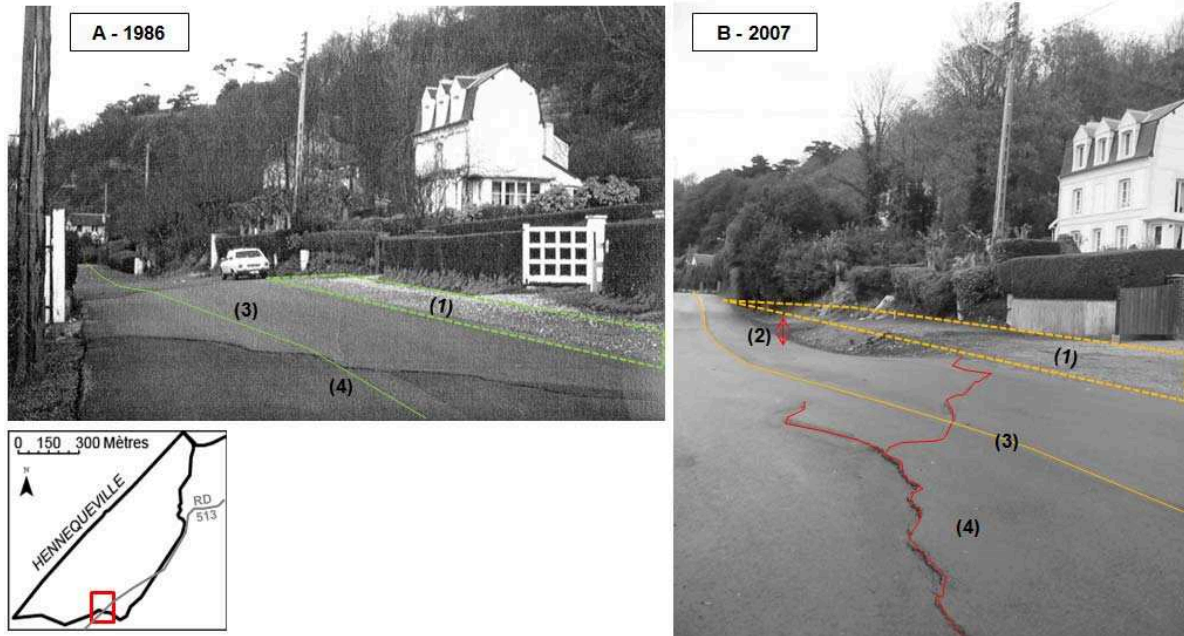 A - 1986
B - 2007
(1)
(3)
(4)
(2)
(1)
(3)
(4)
0 150 300 Mètres
N
HENNEQUEVILLE
RD
513